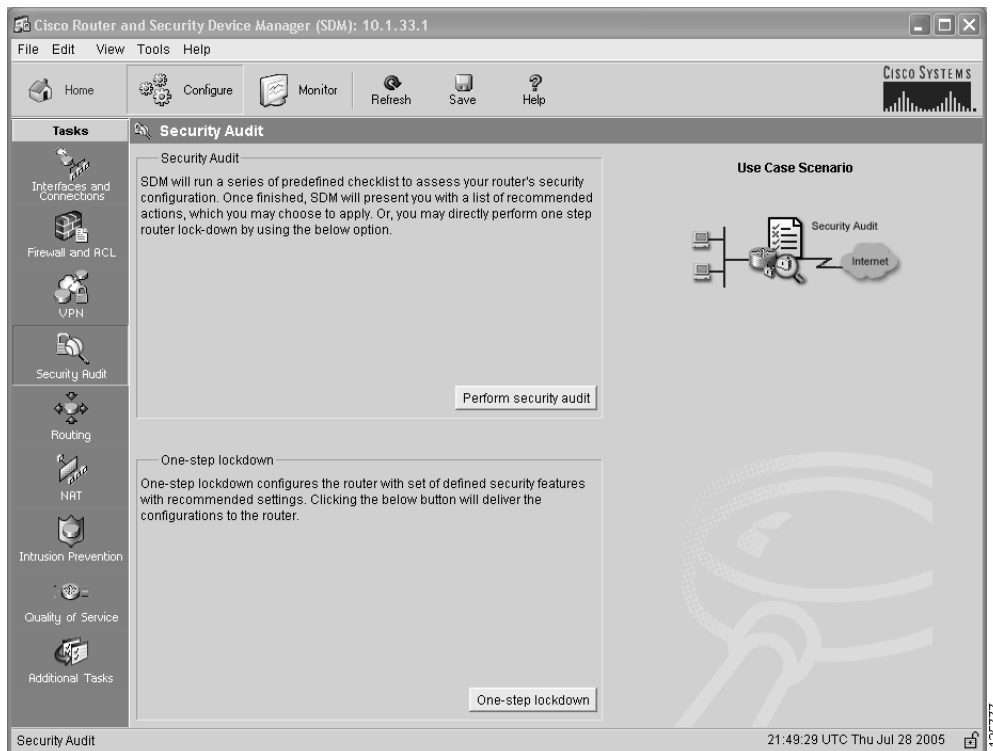 Cisco Router and Security Device Manager (SDM): 10.1.33.1
File Edit View Tools Help
Home
Configure
Monitor
Refresh
Save
Help
CISCO SYSTEMS
Tasks
Interfaces and
Connections
Firewall and ACL
VPN
Security Audit
Routing
NAT
Intrusion Prevention
Quality of Service
Additional Tasks
Security Audit
Security Audit
SDM will run a series of predefined checklist to assess your router's security
configuration. Once finished, SDM will present you with a list of recommended
actions, which you may choose to apply. Or, you may directly perform one step
router lock-down by using the below option.
Perform security audit
One-step lockdown
One-step lockdown configures the router with set of defined security features
with recommended settings. Clicking the below button will deliver the
configurations to the router.
One-step lockdown
Use Case Scenario
Security Audit
Internet
Security Audit
21:49:29 UTC Thu Jul 28 2005